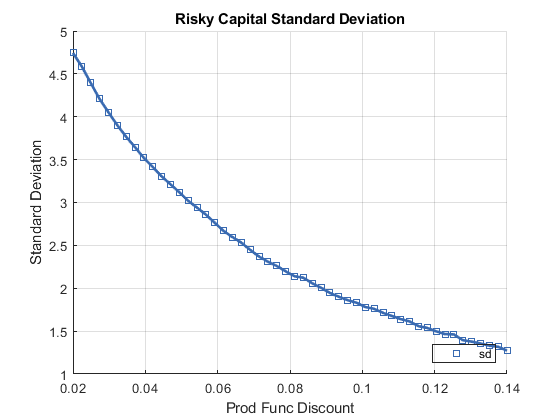 Risky Capital Standard Deviation
Standard Deviation
5
4.5
4
3.5
3
2.5
2
1.5
1
sd
0.02 0.04 0.06 0.08 0.1 0.12 0.14
Prod Func Discount